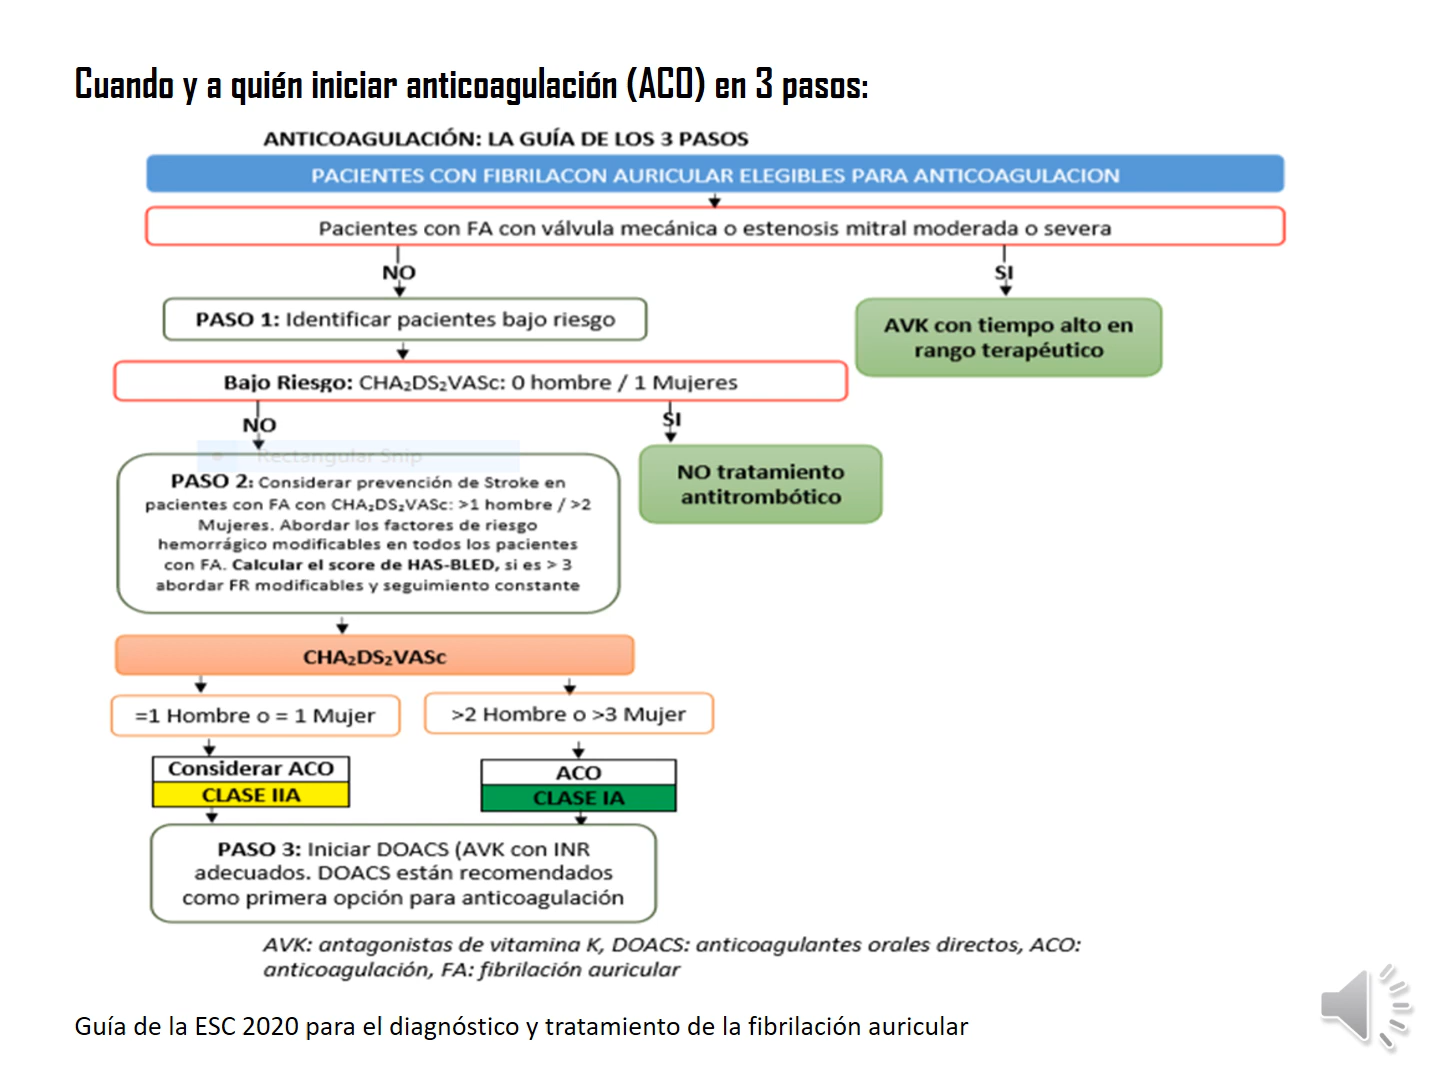 Cuando y a quién iniciar anticoagulación (ACO) en 3 pasos:
ANTICOAGULACIÓN: LA GUÍA DE LOS 3 PASOS
PACIENTES CON FIBRILACON AURICULAR ELEGIBLES PARA ANTICOAGULACION
Pacientes con FA con válvula mecánica o estenosis mitral moderada o severa
NO
SI
PASO 1: Identificar pacientes bajo riesgo
AVK con tiempo alto en
rango terapéutico
Bajo Riesgo: CHA₂DS₂VASc: 0 hombre / 1 Mujeres
NO
SI
Rectangular Snip
NO tratamiento
antitrombótico
PASO 2: Considerar prevención de Stroke en
pacientes con FA con CHA₂DS₂VASc: >1 hombre / >2
Mujeres. Abordar los factores de riesgo
hemorrágico modificables en todos los pacientes
con FA. Calcular el score de HAS-BLED, si es > 3
abordar FR modificables y seguimiento constante
CHA₂DS₂VASc
=1 Hombre o = 1 Mujer
>2 Hombre o >3 Mujer
Considerar ACO
CLASE IIA
ACO
CLASE IA
PASO 3: Iniciar DOACS (AVK con INR
adecuados. DOACS están recomendados
como primera opción para anticoagulación
AVK: antagonistas de vitamina K, DOACS: anticoagulantes orales directos, ACO:
anticoagulación, FA: fibrilación auricular
Guía de la ESC 2020 para el diagnóstico y tratamiento de la fibrilación auricular